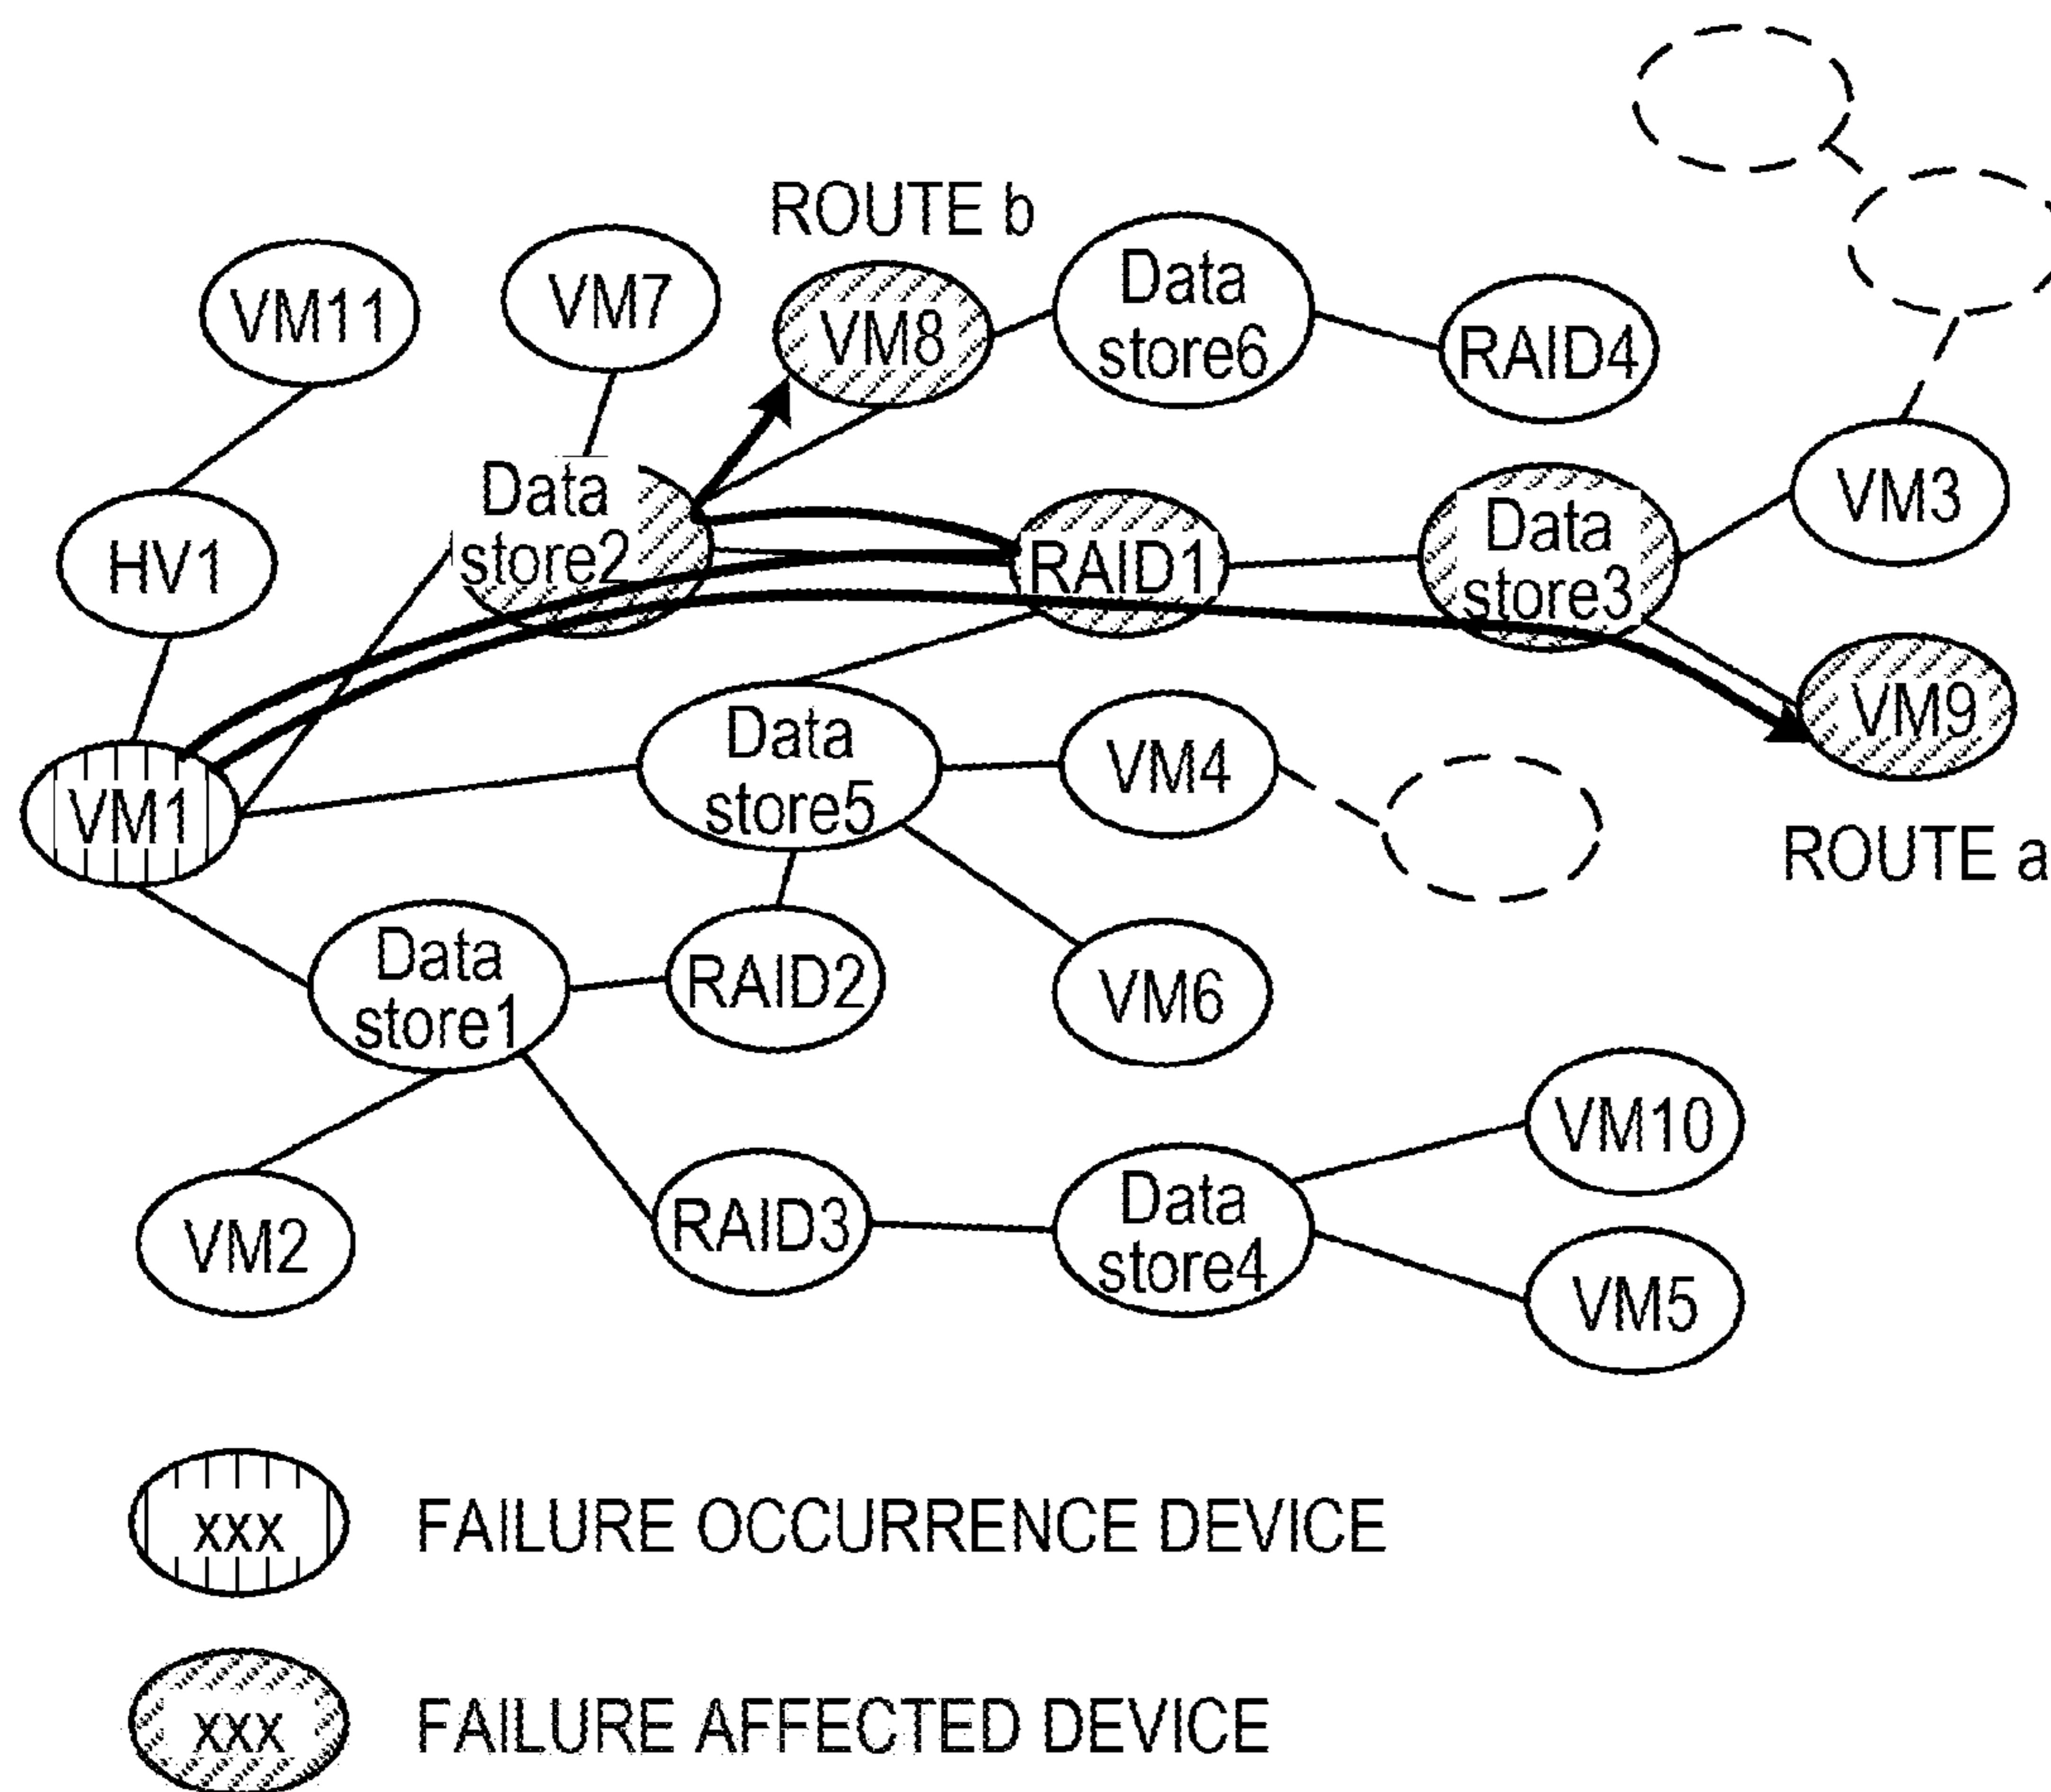 ROUTE b
VM11
VM7
VM8
Data
store6
RAID4
Data
store2
HV1
RAID1
Data
store3
VM3
VM9
VM1
Data
store5
VM4
ROUTE a
Data
store1
RAID2
VM6
VM2
RAID3
Data
store4
VM10
VM5
xxx FAILURE OCCURRENCE DEVICE
xxx FAILURE AFFECTED DEVICE